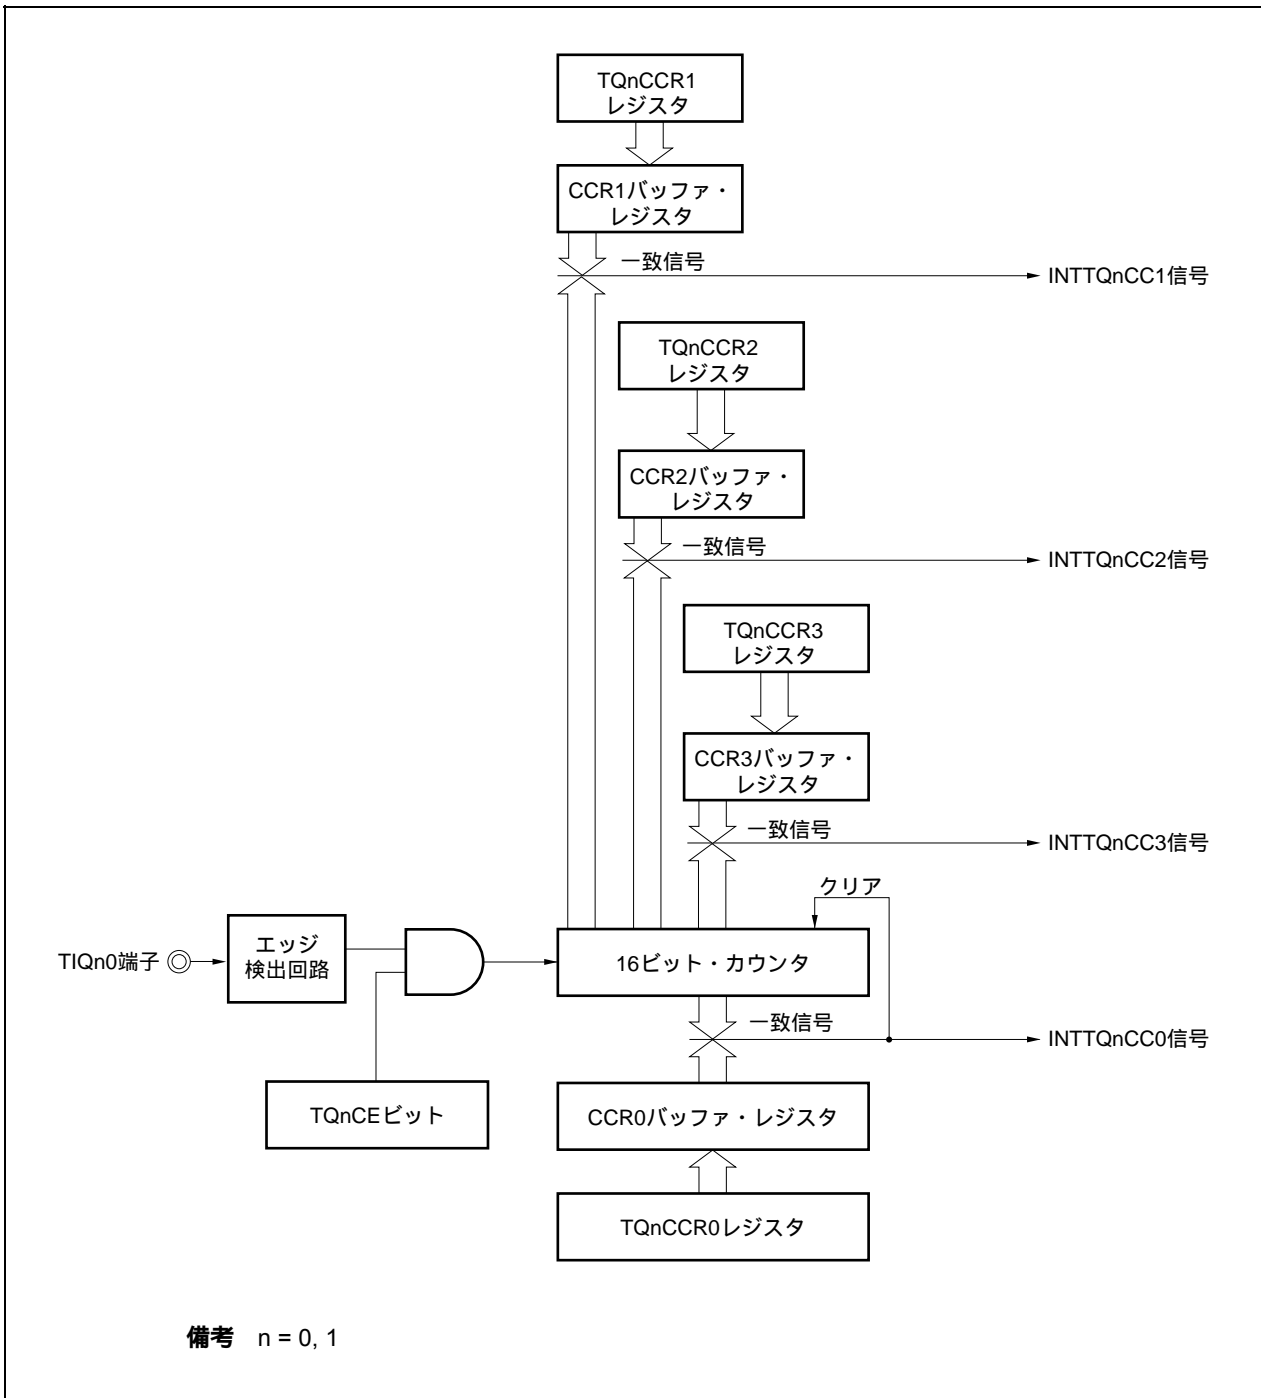 TQnCCR1
レジスタ
CCR1バッファ・
レジスタ
一致信号
INTTQnCC1信号
TQnCCR2
レジスタ
CCR2バッファ・
レジスタ
一致信号
INTTQnCC2信号
TQnCCR3
レジスタ
CCR3バッファ・
レジスタ
一致信号
INTTQnCC3信号
クリア
TIQn0端子
エッジ
検出回路
16ビット・カウンタ
一致信号
INTTQnCC0信号
TQnCEビット
CCR0バッファ・レジスタ
TQnCCR0レジスタ
備考 n = 0, 1